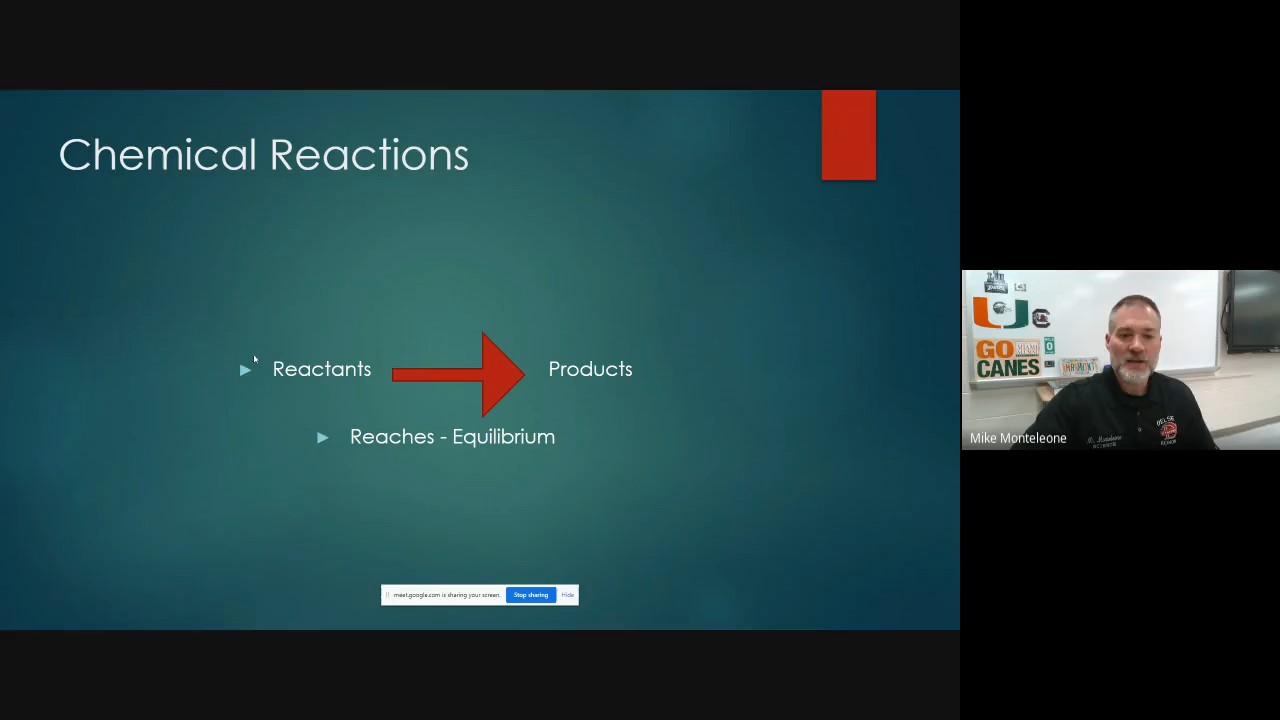 Chemical Reactions
Reactants
Products
Reaches - Equilibrium
meet.google.com is sharing your screen.
Stop sharing
Hide
GO
CANES
Mike Monteleone